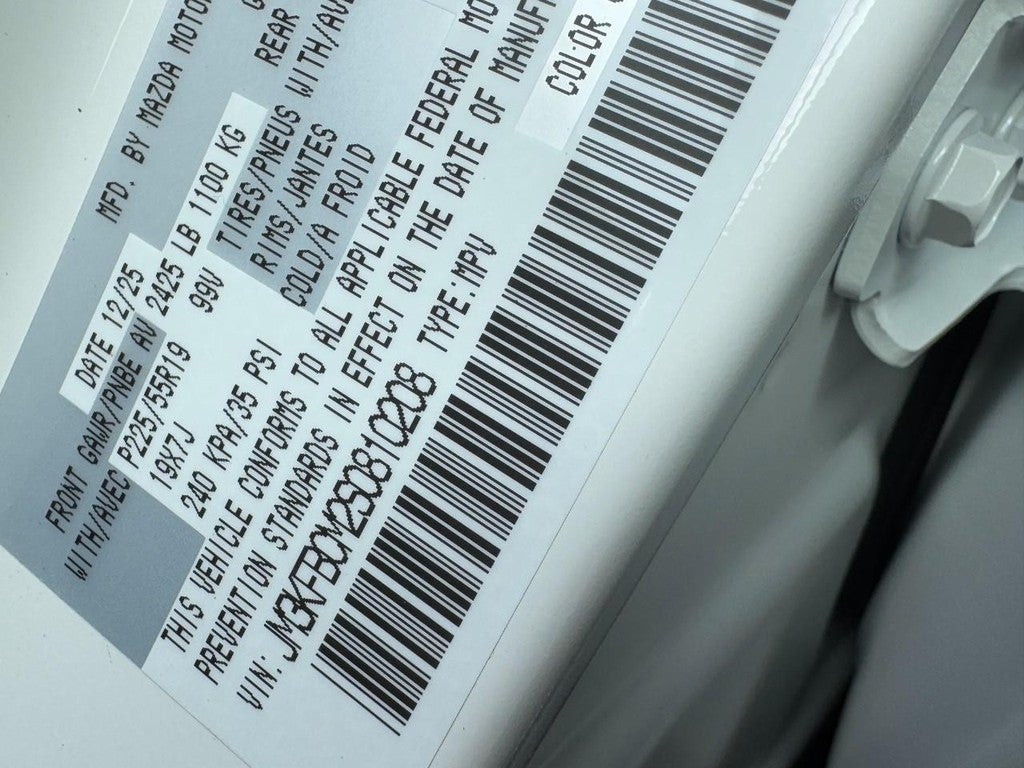 MFD. BY MAZDA MOTO
DATE 12/25 G
FRONT GAWR/PNBE AV 2425 LB 1100 KG REAR
WITH/AVEC P225/55R19 99V TIRES/PNEUS WITH/AVE
19X7J RIMS/JANTES
240 KPA/35 PSI COLD/A FROID
THIS VEHICLE CONFORMS TO ALL APPLICABLE FEDERAL MO
PREVENTION STANDARDS IN EFFECT ON THE DATE OF MANUF
VIN: JM3KFBCM2S0810208 TYPE:MPV COLOR